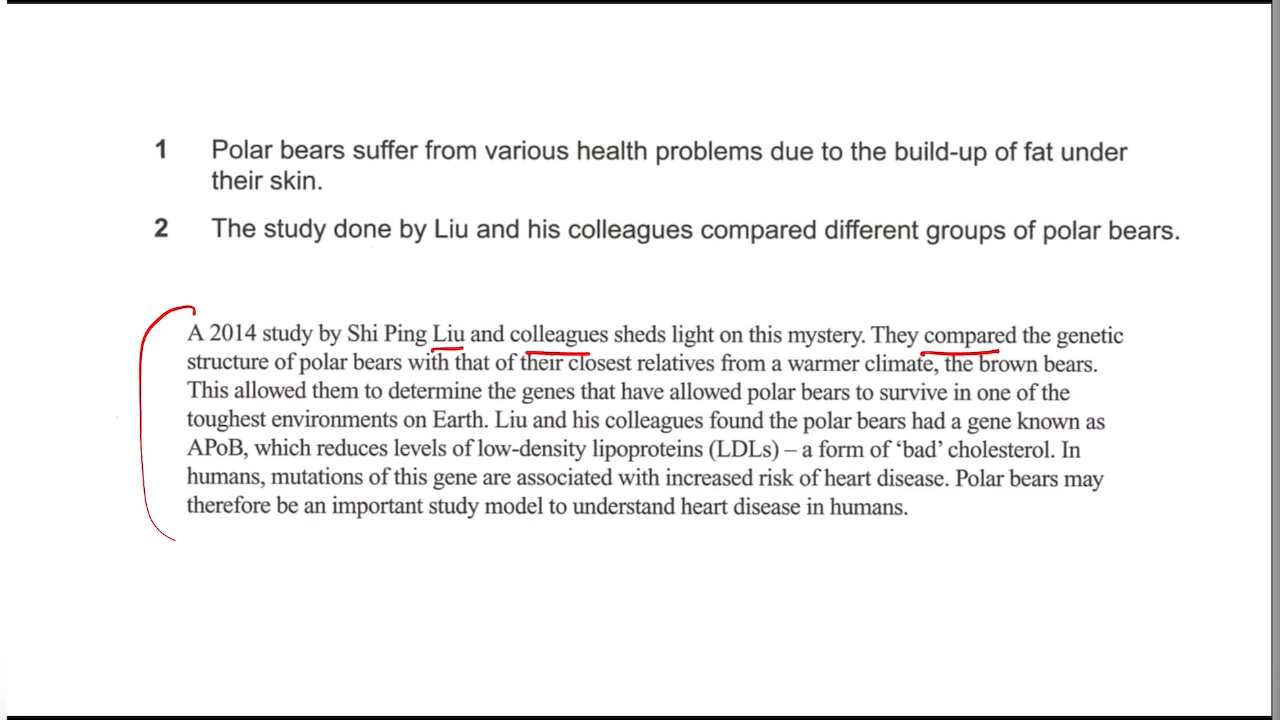 1 Polar bears suffer from various health problems due to the build-up of fat under
their skin.
2 The study done by Liu and his colleagues compared different groups of polar bears.
A 2014 study by Shi Ping Liu and colleagues sheds light on this mystery. They compared the genetic
structure of polar bears with that of their closest relatives from a warmer climate, the brown bears.
This allowed them to determine the genes that have allowed polar bears to survive in one of the
toughest environments on Earth. Liu and his colleagues found the polar bears had a gene known as
APoB, which reduces levels of low-density lipoproteins (LDLs) – a form of ‘bad’ cholesterol. In
humans, mutations of this gene are associated with increased risk of heart disease. Polar bears may
therefore be an important study model to understand heart disease in humans.